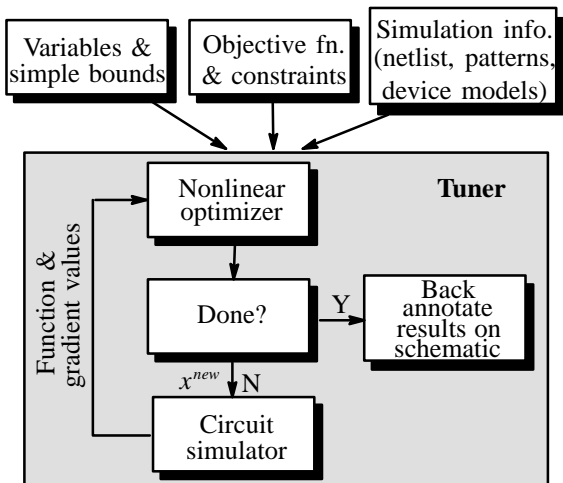 Variables &
simple bounds
Objective fn.
& constraints
Simulation info.
(netlist, patterns,
device models)
Tuner
Nonlinear
optimizer
Function &
gradient values
Done?
Y
Back
annotate
results on
schematic
x^new N
Circuit
simulator